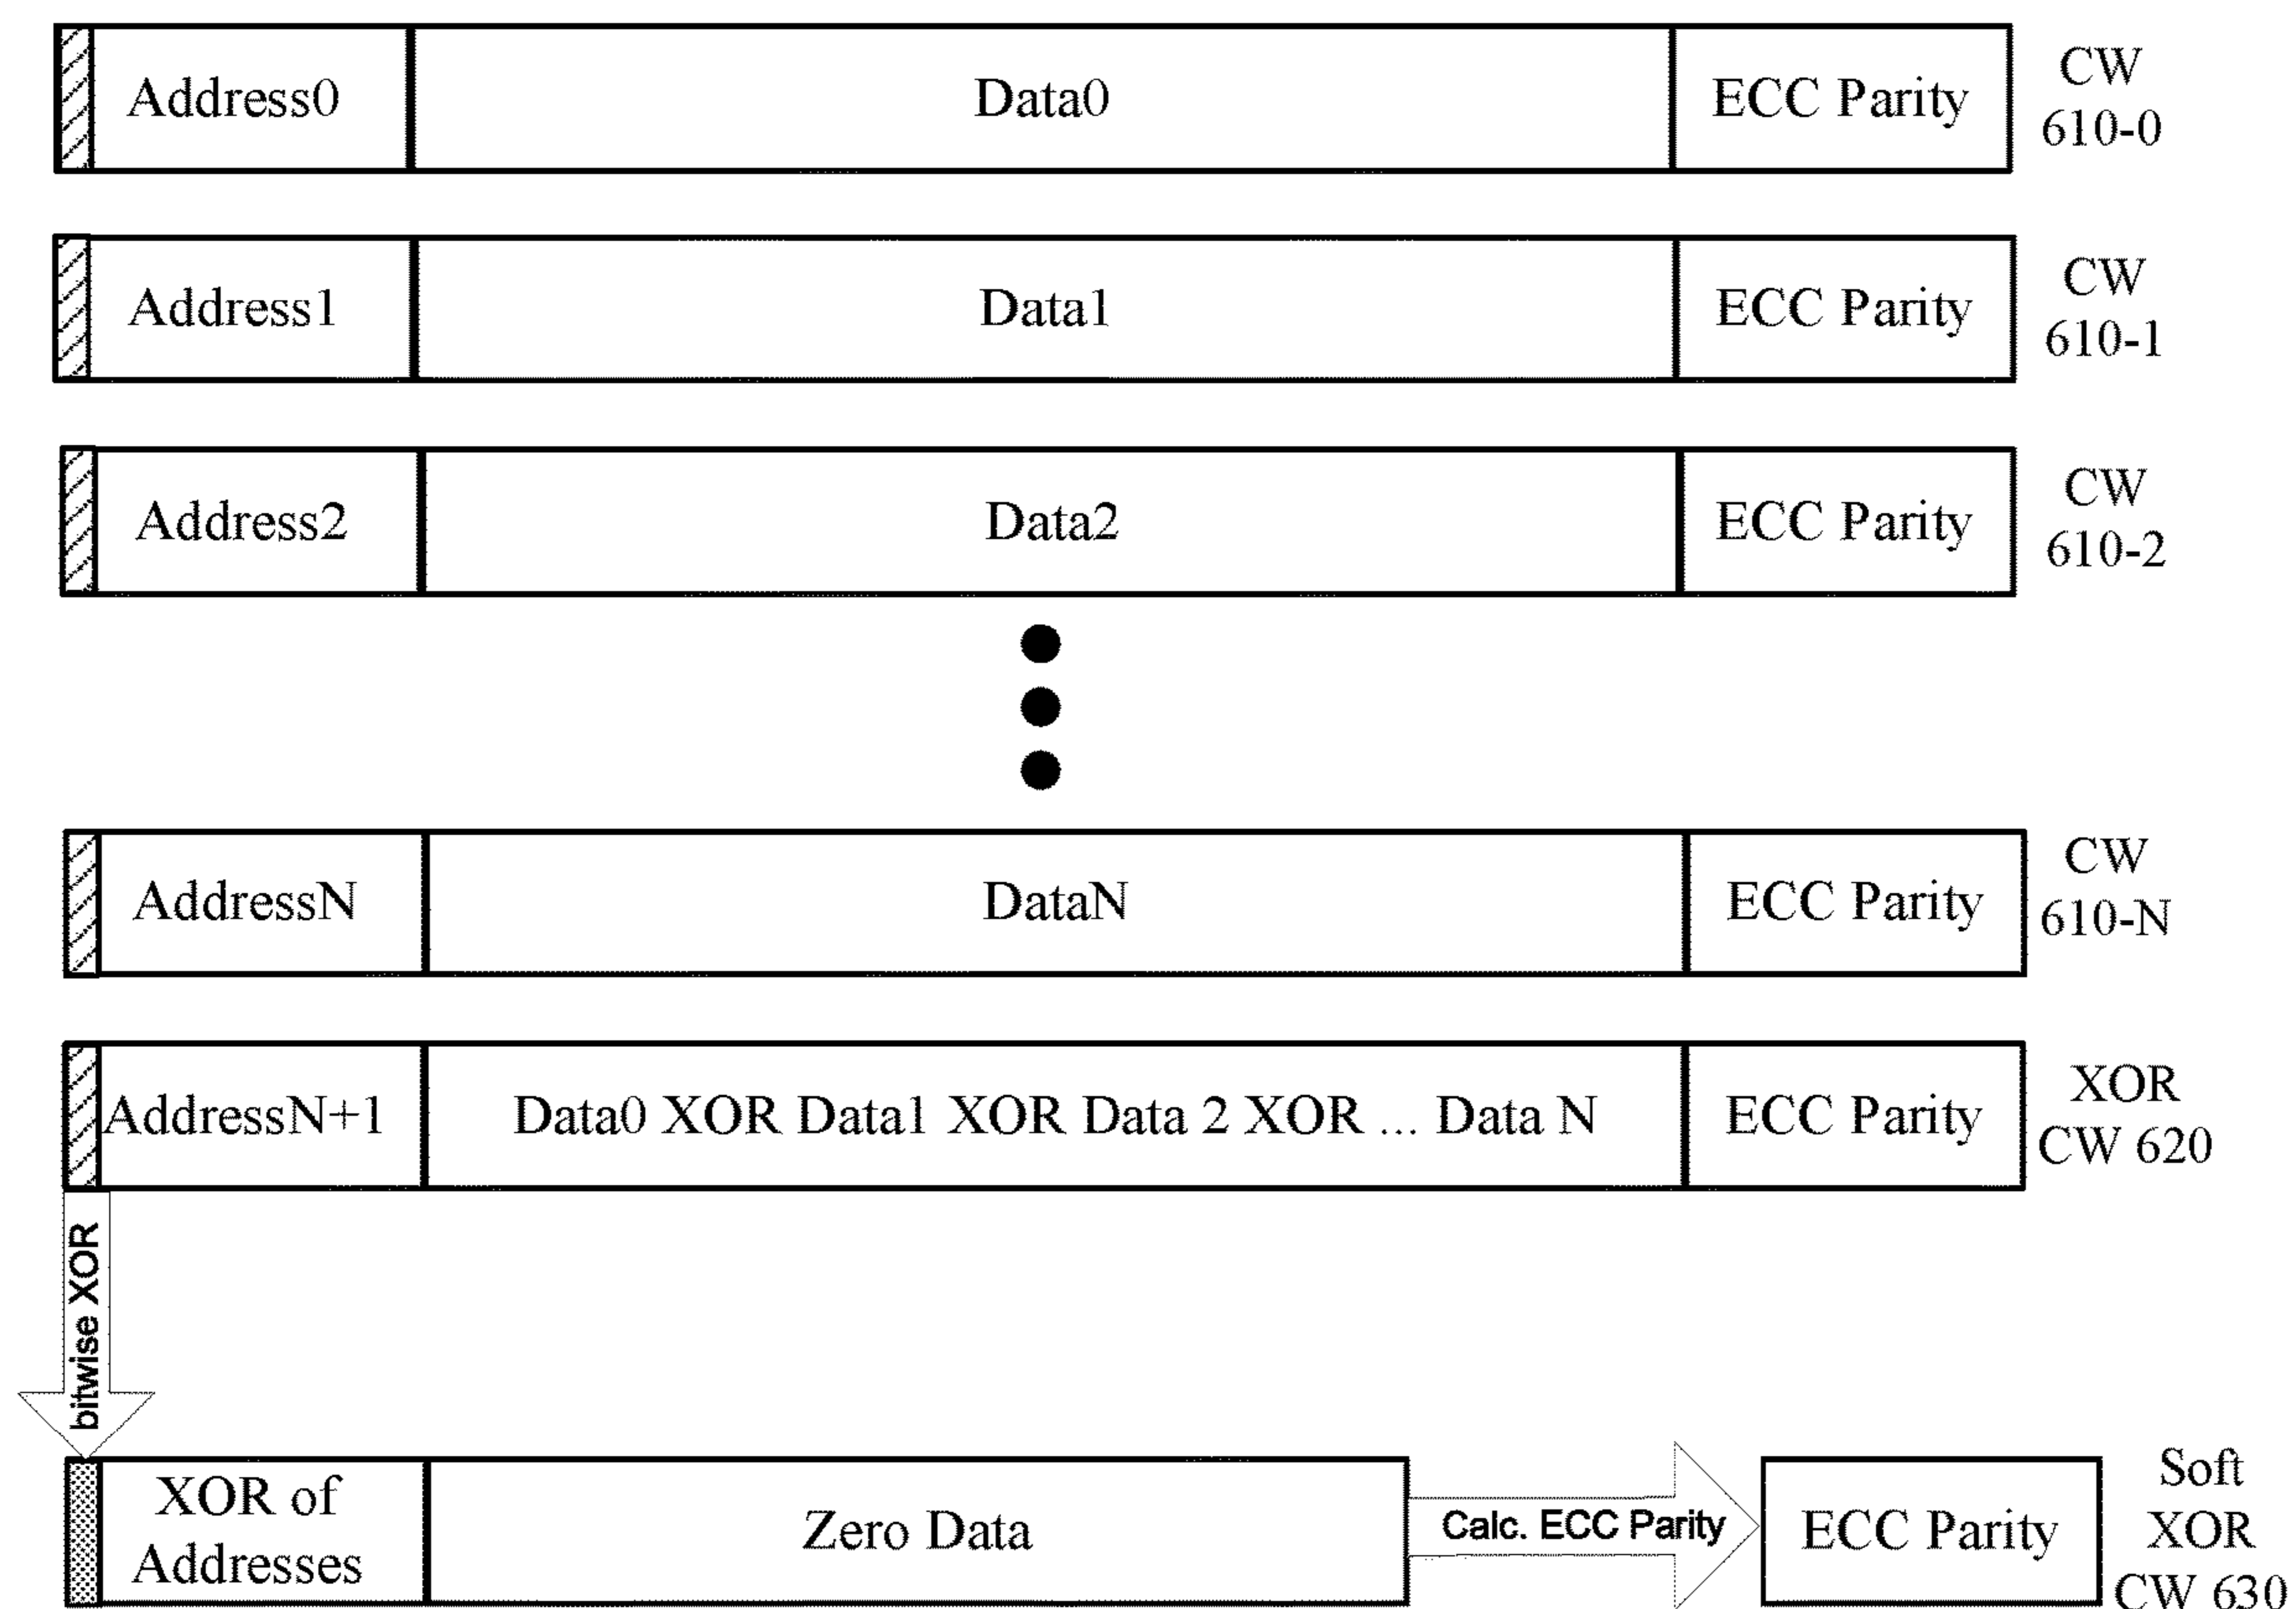 Address0 Data0 ECC Parity CW
610-0
Address1 Data1 ECC Parity CW
610-1
Address2 Data2 ECC Parity CW
610-2
AddressN DataN ECC Parity CW
610-N
AddressN+1 Data0 XOR Data1 XOR Data 2 XOR ... Data N ECC Parity XOR
CW 620
bitwise XOR
XOR of
Addresses
Zero Data
Calc. ECC Parity
ECC Parity
Soft
XOR
CW 630